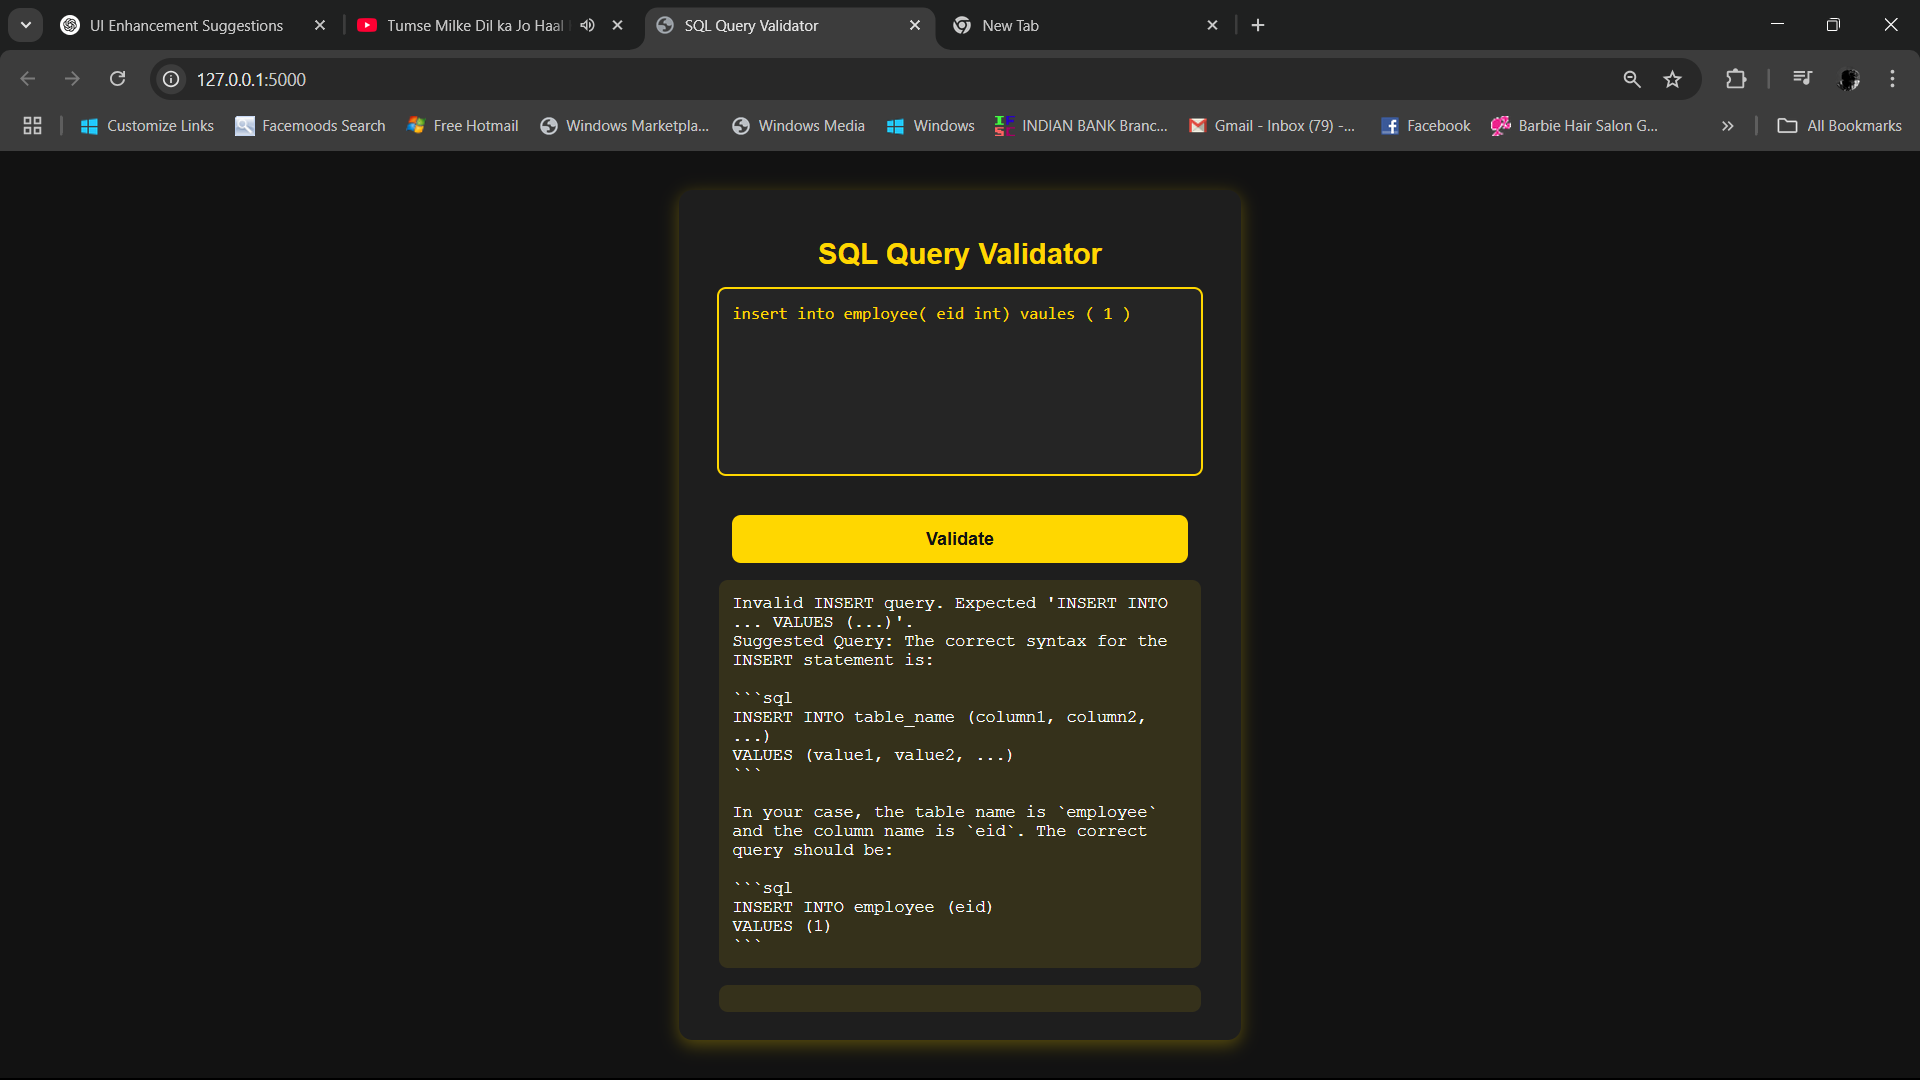 UI Enhancement Suggestions
Tumse Milke Dil ka Jo Haal
SQL Query Validator
New Tab
127.0.0.1:5000
Customize Links
Facemoods Search
Free Hotmail
Windows Marketpla...
Windows Media
Windows
INDIAN BANK Branc...
Gmail - Inbox (79) -...
Facebook
Barbie Hair Salon G...
All Bookmarks
SQL Query Validator
insert into employee( eid int) vaules ( 1 )
Validate
Invalid INSERT query. Expected 'INSERT INTO
... VALUES (...)'.
Suggested Query: The correct syntax for the
INSERT statement is:
```sql
INSERT INTO table_name (column1, column2,
...)
VALUES (value1, value2, ...)
```
In your case, the table name is `employee`
and the column name is `eid`. The correct
query should be:
```sql
INSERT INTO employee (eid)
VALUES (1)
```